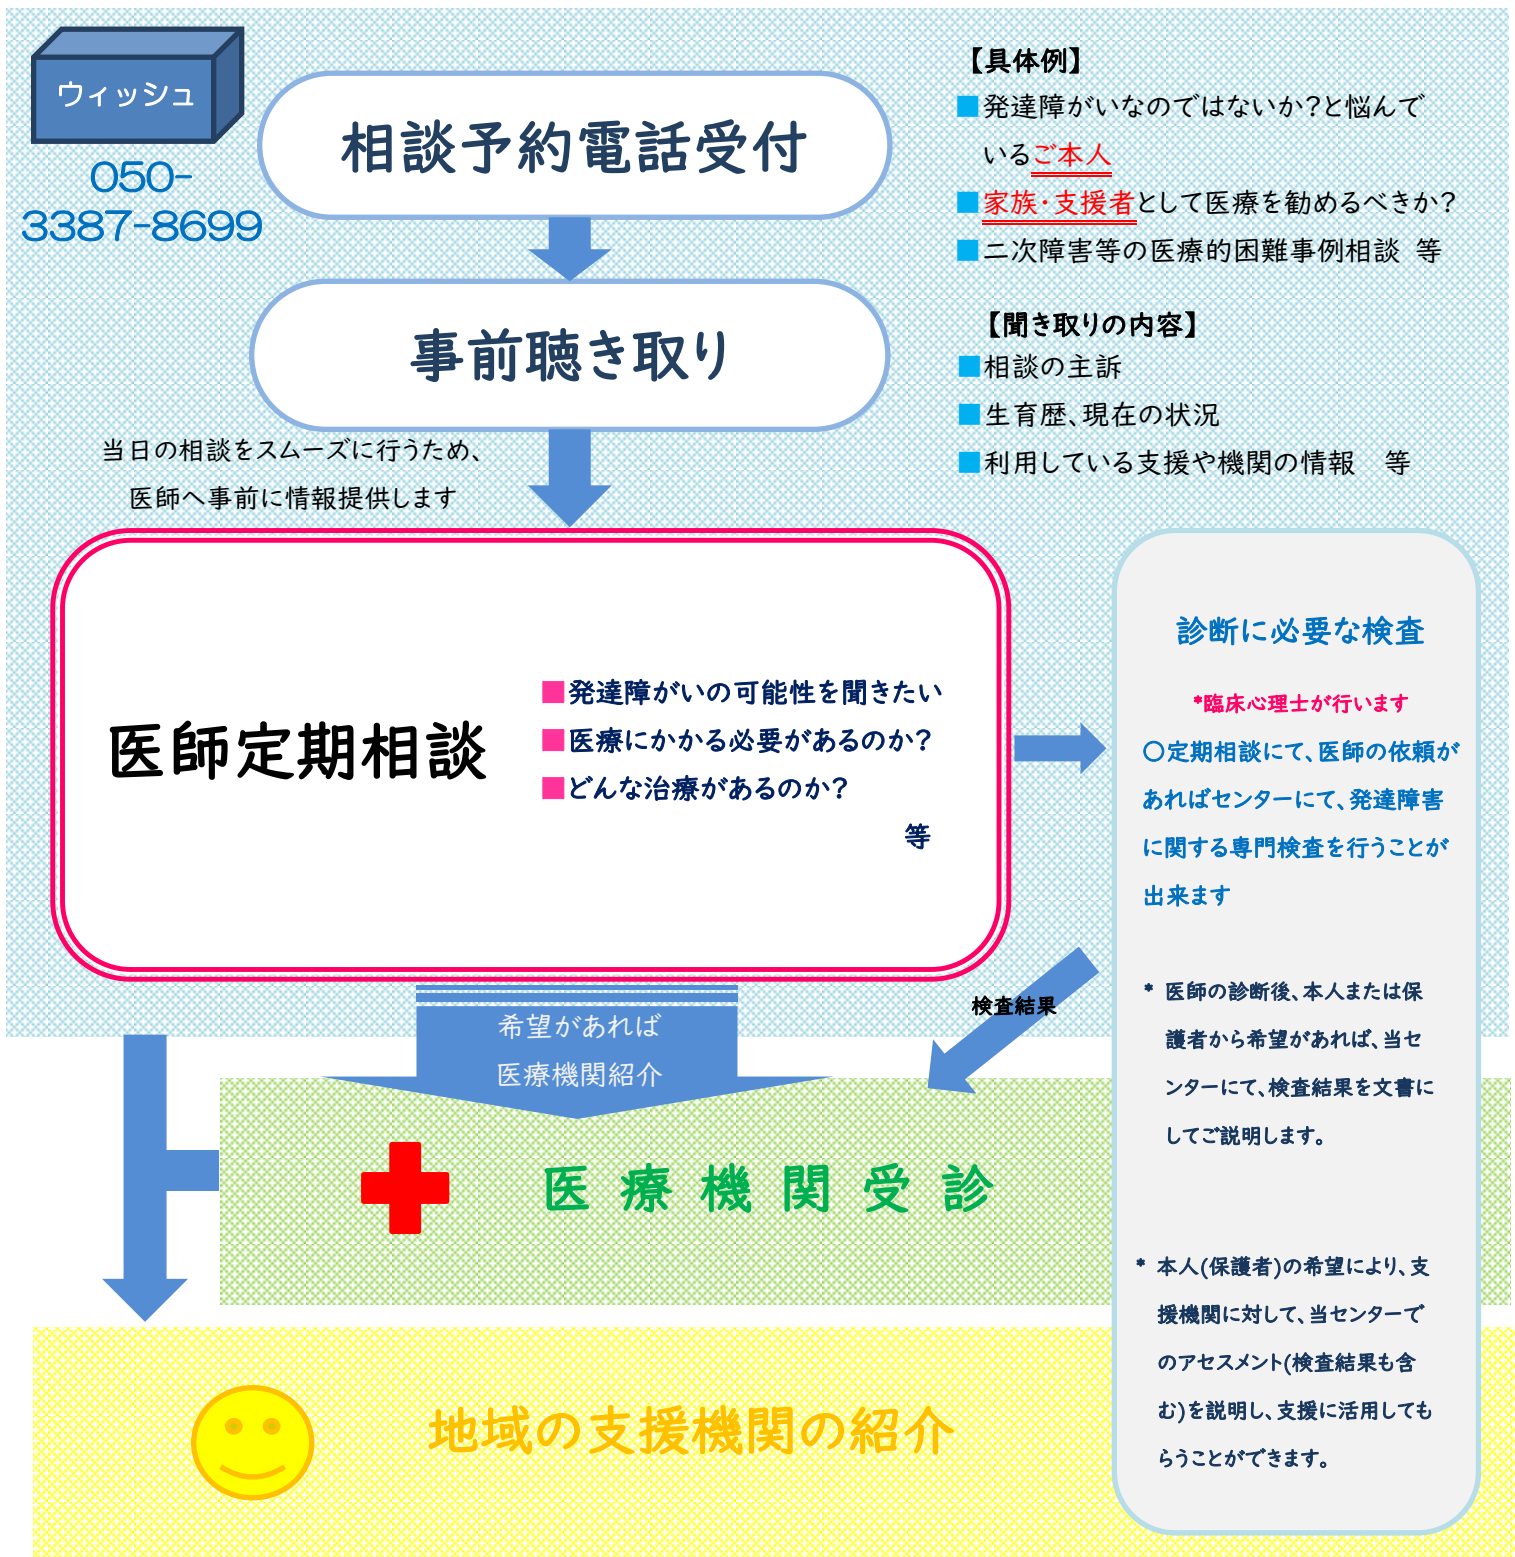 ウィッシュ
050-
3387-8699
相談予約電話受付
【具体例】
■発達障がいなのではないか?と悩んで
いるご本人
■家族・支援者として医療を勧めるべきか?
■二次障害等の医療的困難事例相談 等
事前聴き取り
【聞き取りの内容】
■相談の主訴
■生育歴、現在の状況
■利用している支援や機関の情報 等
当日の相談をスムーズに行うため、
医師へ事前に情報提供します
医師定期相談
■発達障がいの可能性を聞きたい
■医療にかかる必要があるのか?
■どんな治療があるのか?
等
診断に必要な検査
*臨床心理士が行います
〇定期相談にて、医師の依頼が
あればセンターにて、発達障害
に関する専門検査を行うことが
出来ます
* 医師の診断後、本人または保
護者から希望があれば、当セ
ンターにて、検査結果を文書に
してご説明します。
* 本人(保護者)の希望により、支
援機関に対して、当センターで
のアセスメント(検査結果も含
む)を説明し、支援に活用しても
らうことができます。
検査結果
希望があれば
医療機関紹介
医療機関受診
地域の支援機関の紹介